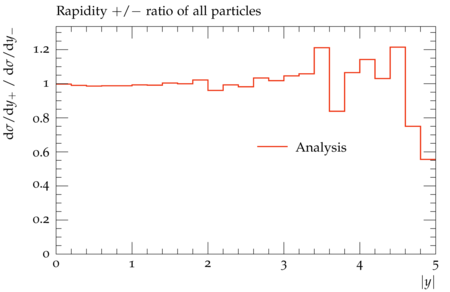 Rapidity +/− ratio of all particles
dσ/dy₊ / dσ/dy₋
1.2
1
0.8
0.6
0.4
0.2
0
Analysis
0 1 2 3 4 5
|y|